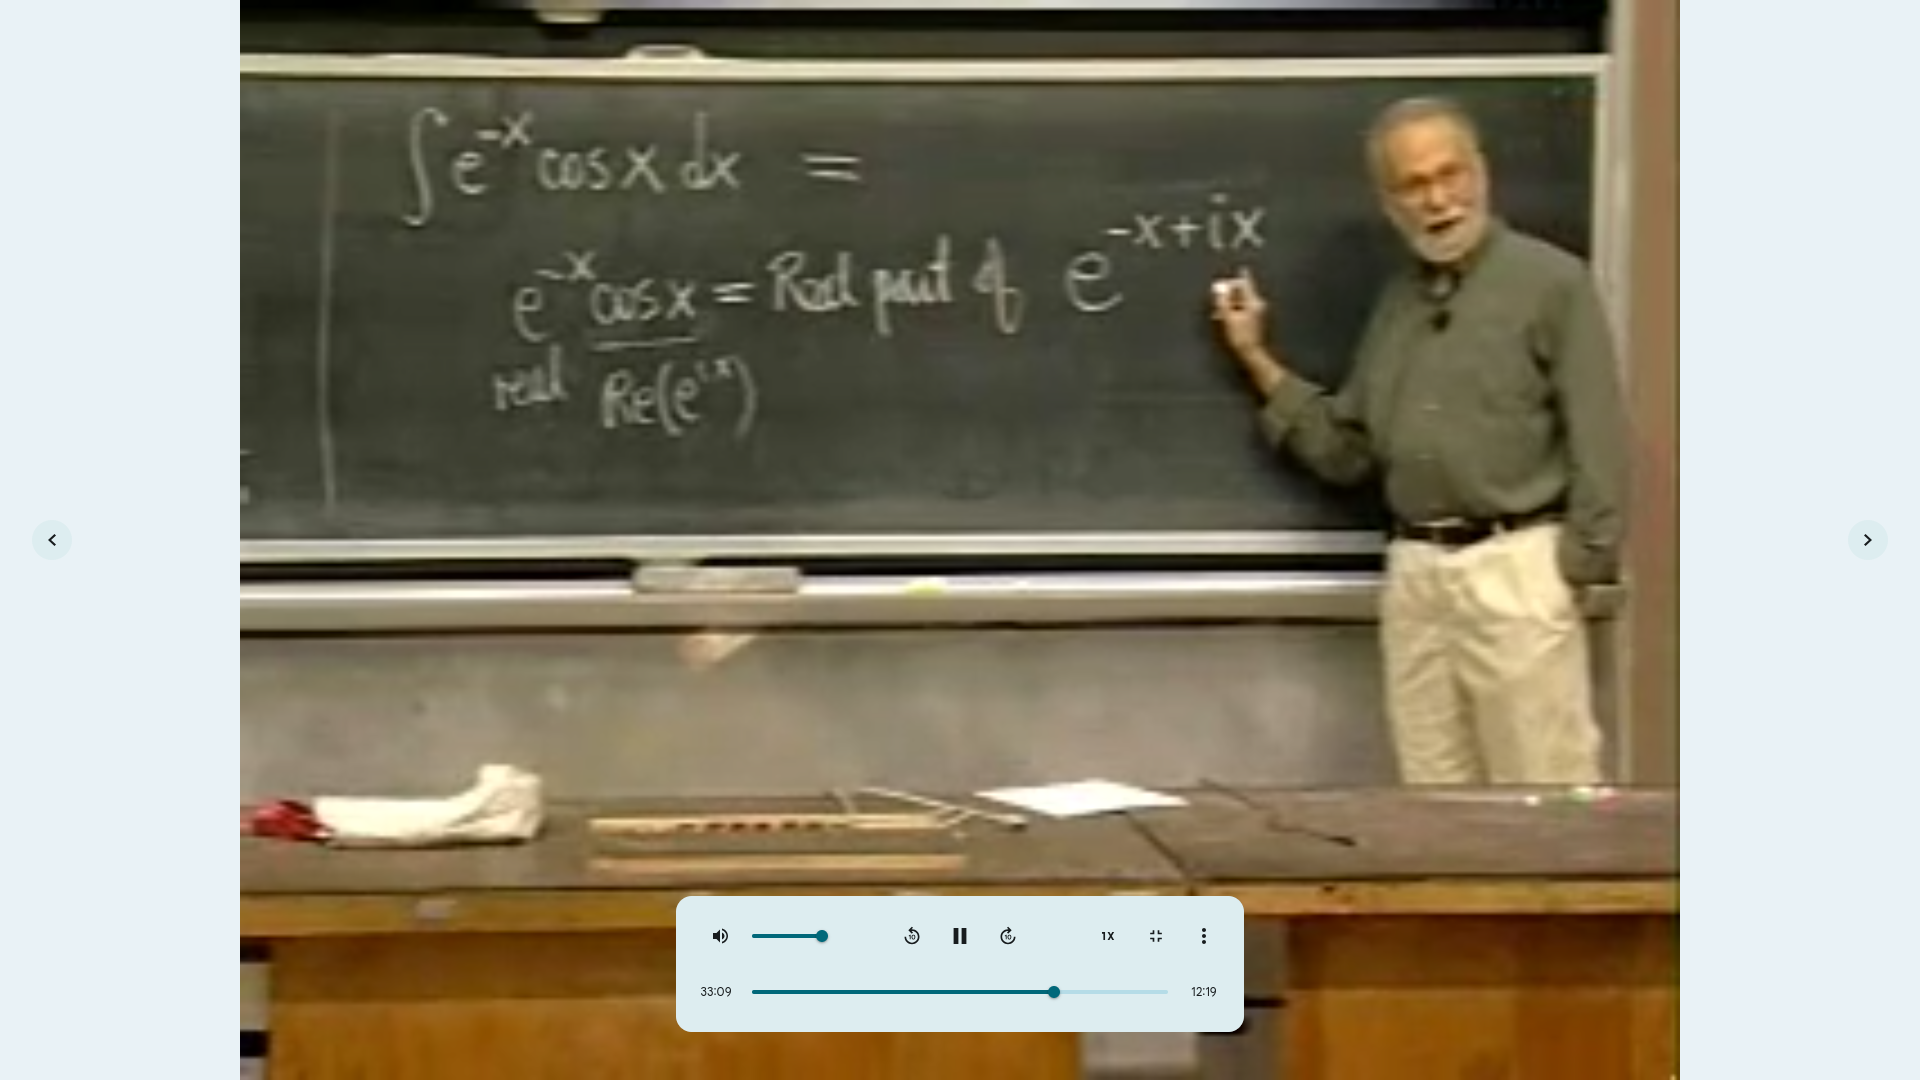 ∫e^{-x} cos x dx =
e^{-x} cos x = Real part of e^{-x+ix}
real Re(e^{ix})
1X
33:09 12:19